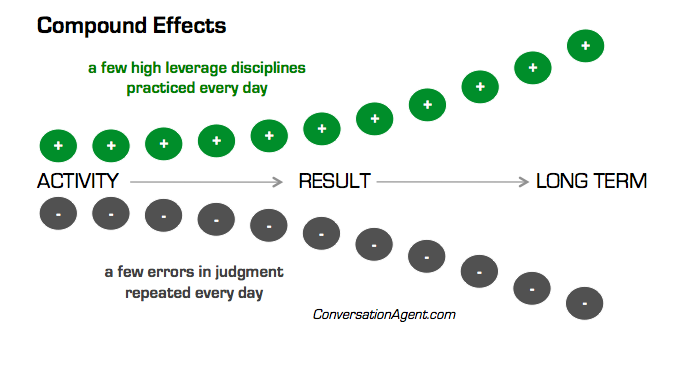 Compound Effects
a few high leverage disciplines
practiced every day
+ + + + + + + + + + +
ACTIVITY RESULT LONG TERM
- - - - - - - - - - -
a few errors in judgment
repeated every day
ConversationAgent.com